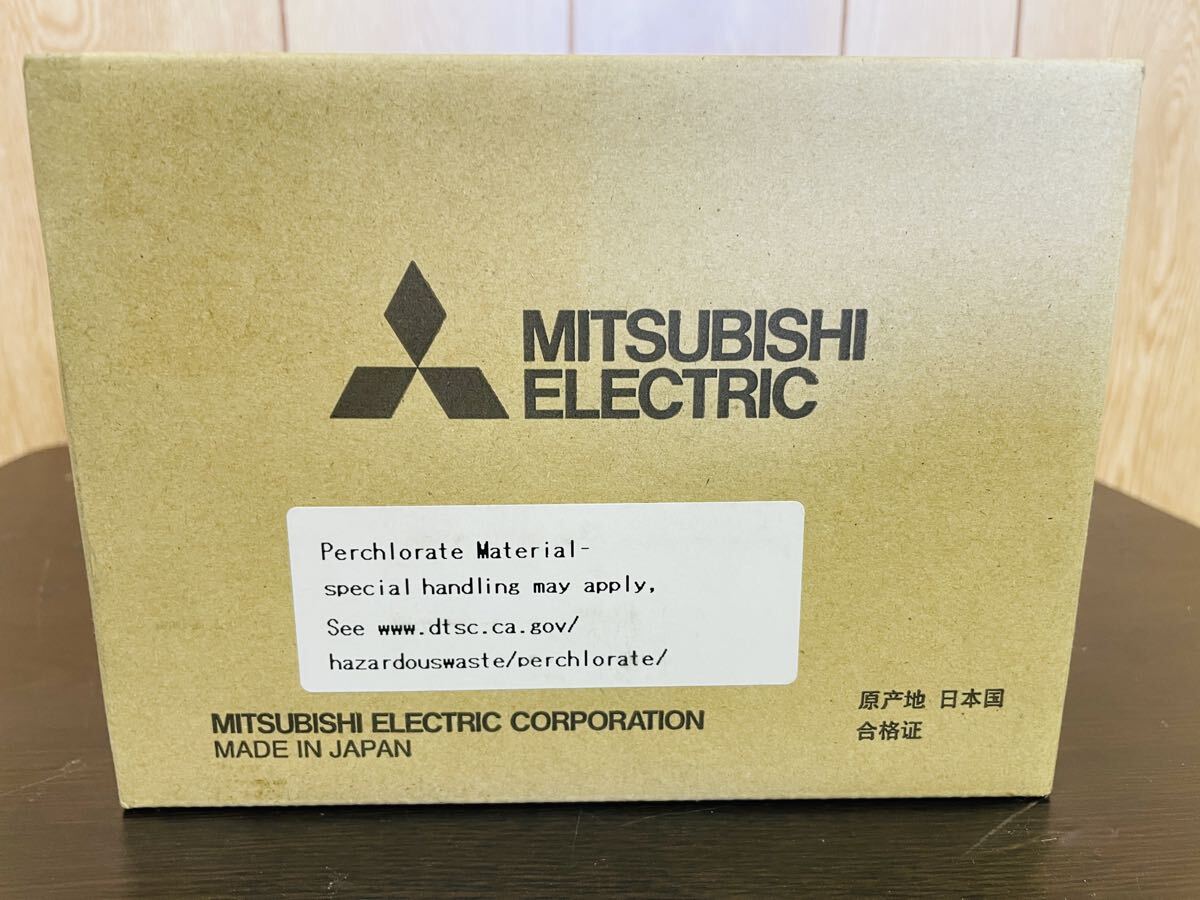 MITSUBISHI
ELECTRIC
Perchlorate Material-
special handling may apply,
See www.dtsc.ca.gov/
hazardouswaste/perchlorate/
MITSUBISHI ELECTRIC CORPORATION
MADE IN JAPAN
原产地 日本国
合格证